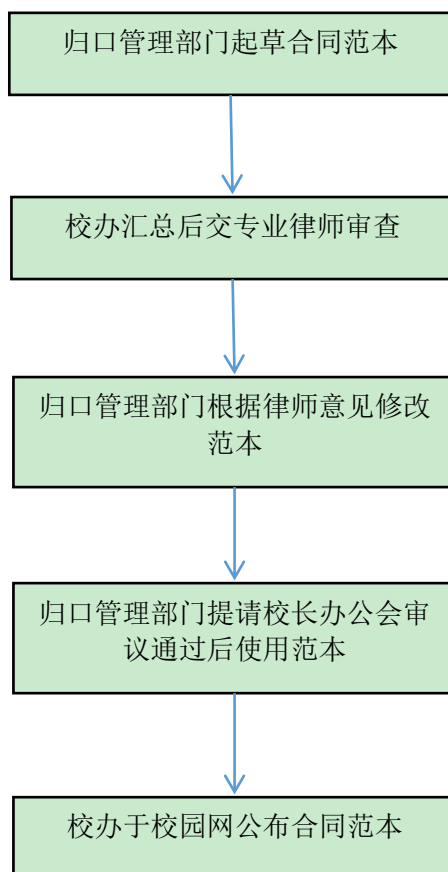 归口管理部门起草合同范本
校办汇总后交专业律师审查
归口管理部门根据律师意见修改
范本
归口管理部门提请校长办公会审
议通过后使用范本
校办于校园网公布合同范本